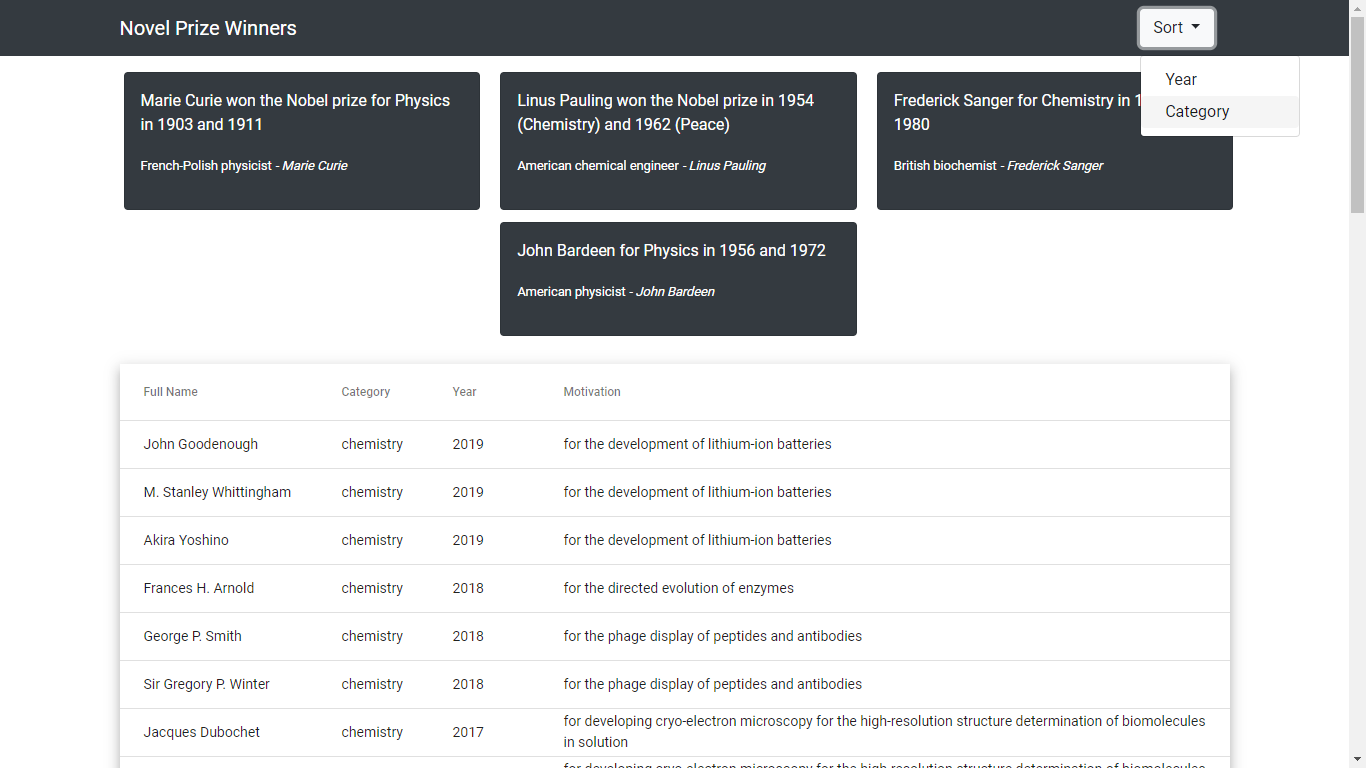 Novel Prize Winners
Sort
Year
Category
Marie Curie won the Nobel prize for Physics
in 1903 and 1911
French-Polish physicist - Marie Curie
Linus Pauling won the Nobel prize in 1954
(Chemistry) and 1962 (Peace)
American chemical engineer - Linus Pauling
Frederick Sanger for Chemistry in
1980
British biochemist - Frederick Sanger
John Bardeen for Physics in 1956 and 1972
American physicist - John Bardeen
Full Name Category Year Motivation
John Goodenough chemistry 2019 for the development of lithium-ion batteries
M. Stanley Whittingham chemistry 2019 for the development of lithium-ion batteries
Akira Yoshino chemistry 2019 for the development of lithium-ion batteries
Frances H. Arnold chemistry 2018 for the directed evolution of enzymes
George P. Smith chemistry 2018 for the phage display of peptides and antibodies
Sir Gregory P. Winter chemistry 2018 for the phage display of peptides and antibodies
Jacques Dubochet chemistry 2017 for developing cryo-electron microscopy for the high-resolution structure determination of biomolecules
in solution